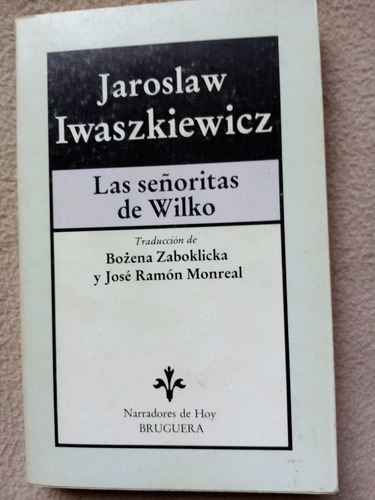 Jaroslaw
Iwaszkiewicz
Las señoritas
de Wilko
Traducción de
Bożena Zaboklicka
y José Ramón Monreal
Narradores de Hoy
BRUGUERA